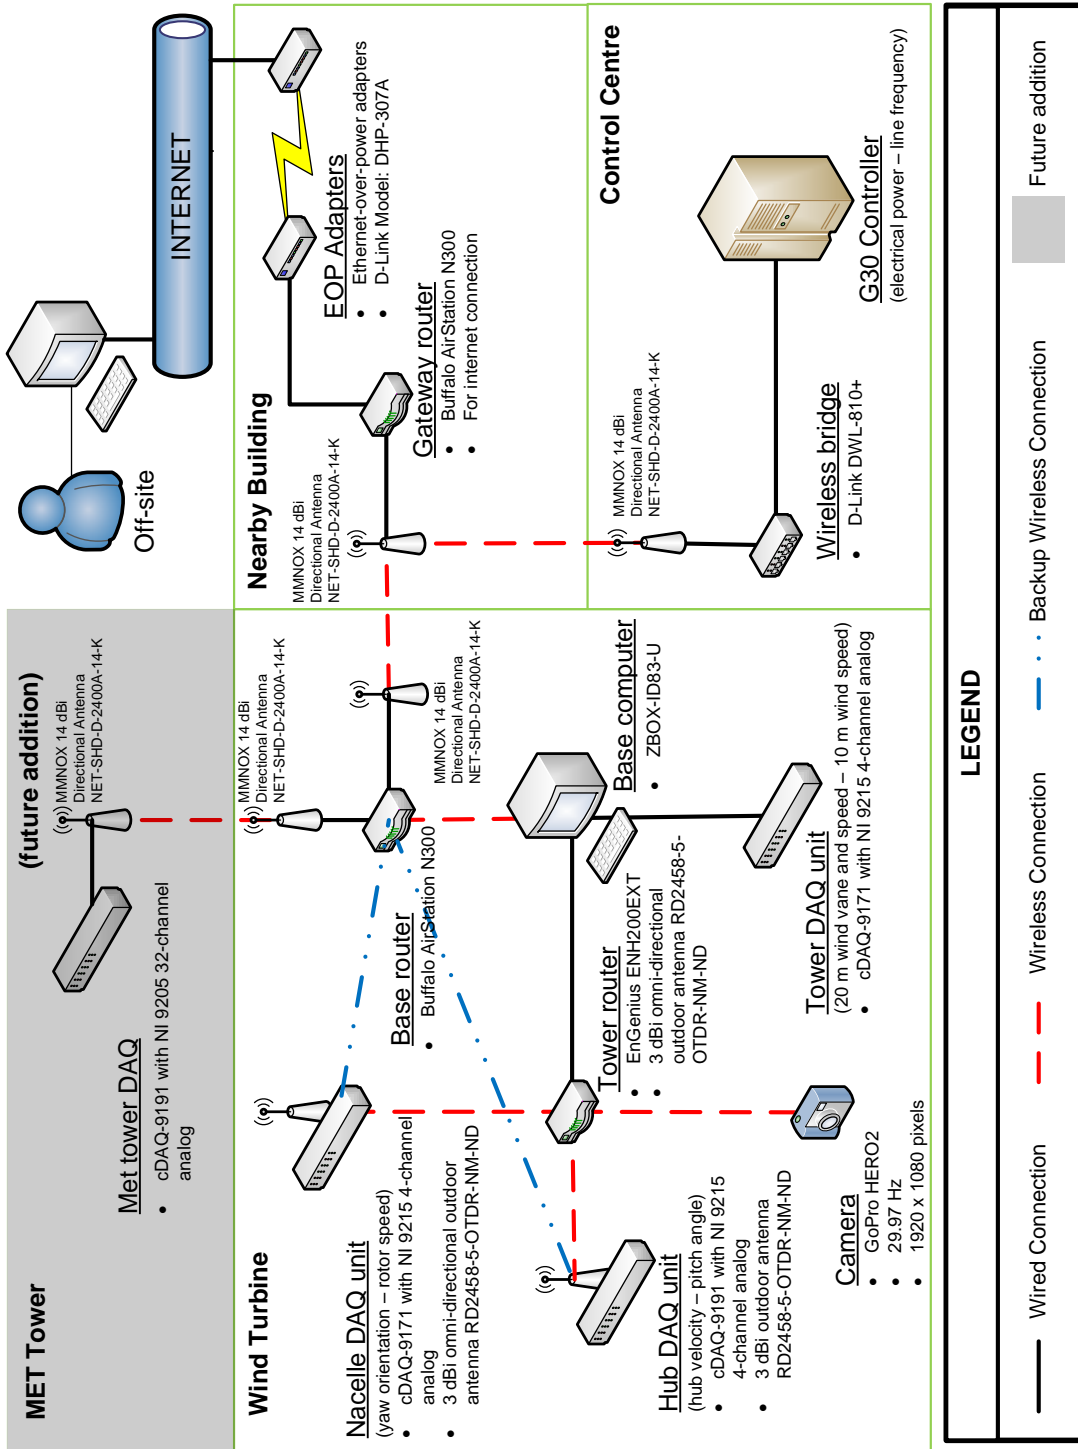 MET Tower
(future addition)
Met tower DAQ
• cDAQ-9191 with NI 9205 32-channel
analog
MMNOX 14 dBi
Directional Antenna
NET-SHD-D-2400A-14-K
Off-site
INTERNET
Wind Turbine
Nacelle DAQ unit
(yaw orientation – rotor speed)
• cDAQ-9171 with NI 9215 4-channel
analog
• 3 dBi omni-directional outdoor
antenna RD2458-5-OTDR-NM-ND
Base router
• Buffalo AirStation N300
MMNOX 14 dBi
Directional Antenna
NET-SHD-D-2400A-14-K
MMNOX 14 dBi
Directional Antenna
NET-SHD-D-2400A-14-K
Hub DAQ unit
(hub velocity – pitch angle)
• cDAQ-9191 with NI 9215
4-channel analog
• 3 dBi outdoor antenna
RD2458-5-OTDR-NM-ND
Tower router
• EnGenius ENH200EXT
• 3 dBi omni-directional
outdoor antenna RD2458-5-
OTDR-NM-ND
Base computer
• ZBOX-ID83-U
Camera
• GoPro HERO2
• 29.97 Hz
• 1920 x 1080 pixels
Tower DAQ unit
(20 m wind vane and speed – 10 m wind speed)
• cDAQ-9171 with NI 9215 4-channel analog
Nearby Building
MMNOX 14 dBi
Directional Antenna
NET-SHD-D-2400A-14-K
EOP Adapters
• Ethernet-over-power adapters
• D-Link Model: DHP-307A
Gateway router
• Buffalo AirStation N300
• For internet connection
Control Centre
MMNOX 14 dBi
Directional Antenna
NET-SHD-D-2400A-14-K
Wireless bridge
• D-Link DWL-810+
G30 Controller
(electrical power – line frequency)
LEGEND
Wired Connection
Wireless Connection
Backup Wireless Connection
Future addition